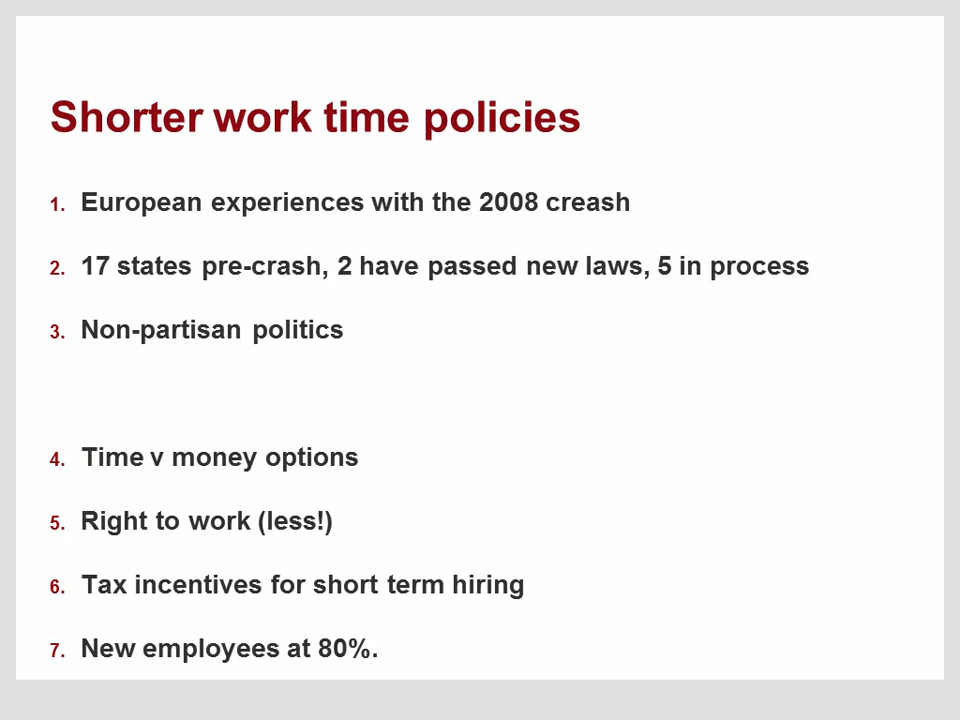 Shorter work time policies
1. European experiences with the 2008 creash
2. 17 states pre-crash, 2 have passed new laws, 5 in process
3. Non-partisan politics
4. Time v money options
5. Right to work (less!)
6. Tax incentives for short term hiring
7. New employees at 80%.